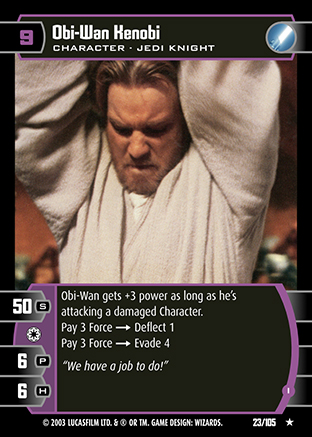 9 Obi-Wan Kenobi
CHARACTER · JEDI KNIGHT
50 S
Obi-Wan gets +3 power as long as he's
attacking a damaged Character.
Pay 3 Force → Deflect 1
Pay 3 Force → Evade 4
6 P
"We have a job to do!"
6 H
I
© 2003 LUCASFILM LTD. & ® OR TM. GAME DESIGN: WIZARDS. 23/105 ★